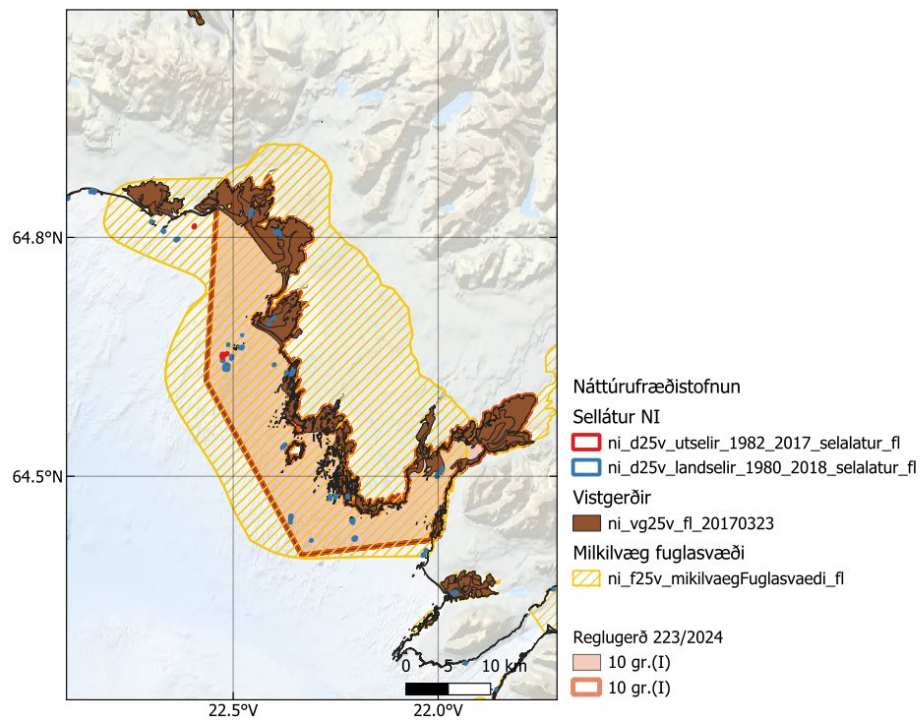 64.8°N
64.5°N
22.5°V
22.0°V
0 5 10 km
Náttúrufræðistofnun
Sellátur NI
ni_d25v_utselir_1982_2017_selalatur_fl
ni_d25v_landselir_1980_2018_selalatur_fl
Vistgerðir
ni_vg25v_fl_20170323
Milkilvæg fuglasvæði
ni_f25v_mikilvaegFuglasvaedi_fl
Reglugerð 223/2024
10 gr.(I)
10 gr.(I)